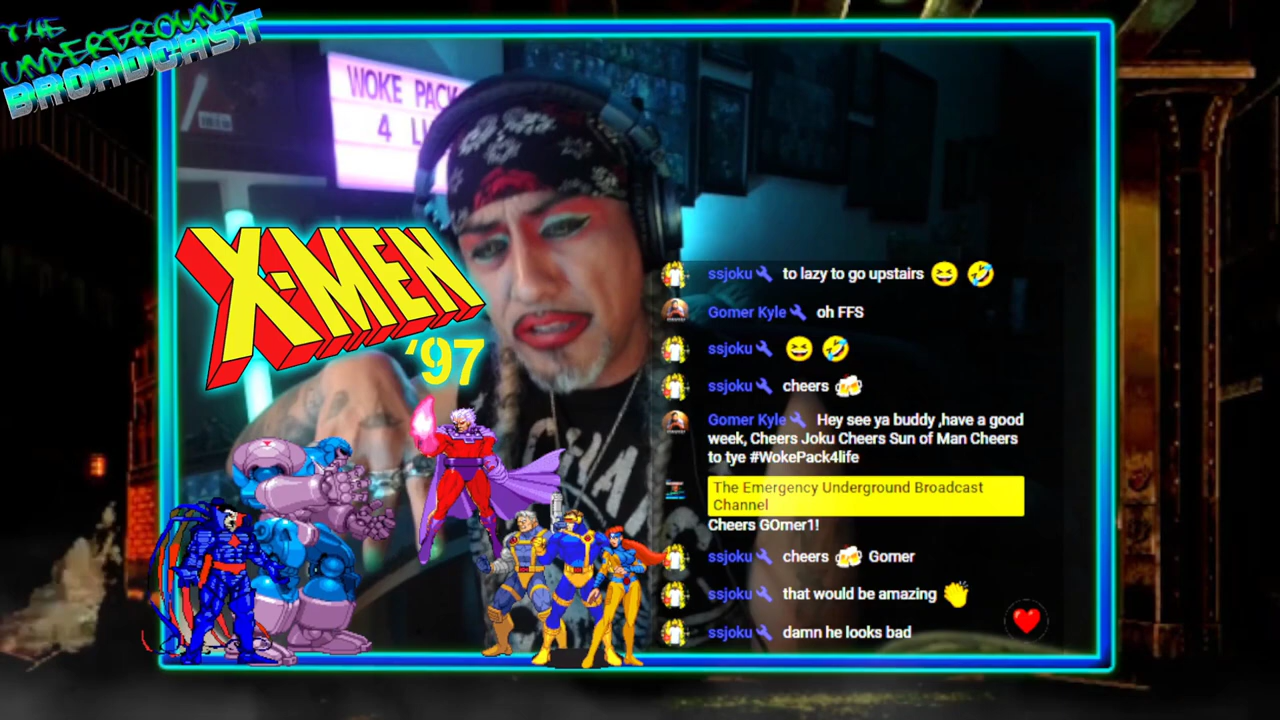 THE
UNDERGROUND
BROADCAST
WOKE PACK
4 LI
X-MEN
'97
ssjoku to lazy to go upstairs 😆 🤣
Gomer Kyle oh FFS
ssjoku 😆 🤣
ssjoku cheers 🍻
Gomer Kyle Hey see ya buddy ,have a good
week, Cheers Joku Cheers Sun of Man Cheers
to tye #WokePack4life
The Emergency Underground Broadcast
Channel
Cheers GOmer1!
ssjoku cheers 🍻 Gomer
ssjoku that would be amazing 👏
ssjoku damn he looks bad